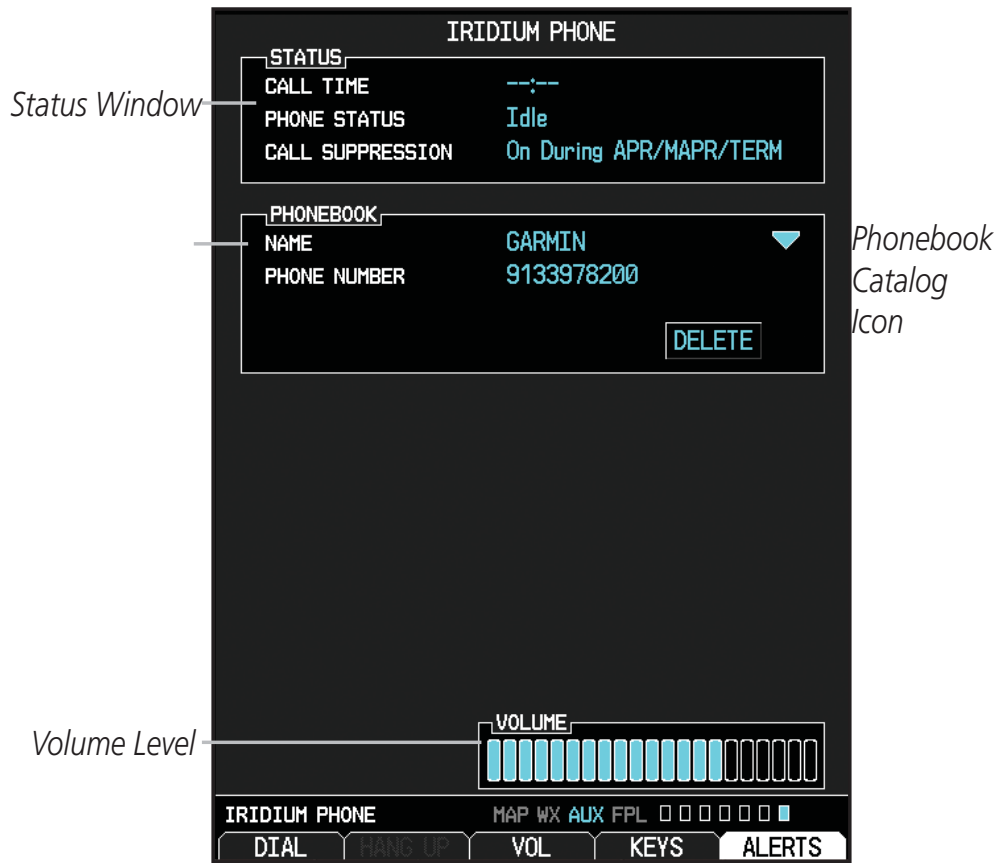 IRIDIUM PHONE
STATUS
CALL TIME --:--
Status Window
PHONE STATUS Idle
CALL SUPPRESSION On During APR/MAPR/TERM
PHONEBOOK
NAME GARMIN
PHONE NUMBER 9133978200
Phonebook
Catalog
Icon
DELETE
VOLUME
Volume Level
IRIDIUM PHONE MAP WX AUX FPL
DIAL HANG UP VOL KEYS ALERTS